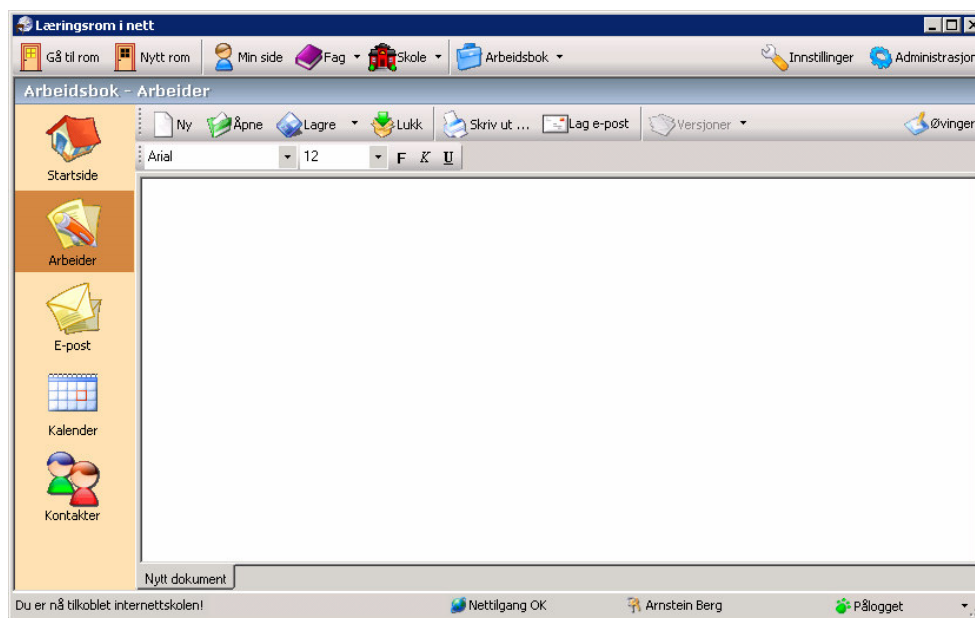 Læringsrom i nett
Gå til rom Nytt rom Min side Fag Skole Arbeidsbok Innstillinger Administrasjon
Arbeidsbok - Arbeider
Ny Åpne Lagre Lukk Skriv ut ... Lag e-post Versjoner Øvinger
Arial 12 F K U
Startside
Arbeider
E-post
Kalender
Kontakter
Nytt dokument
Du er nå tilkoblet internettskolen! Nettilgang OK Arnstein Berg Pålogget